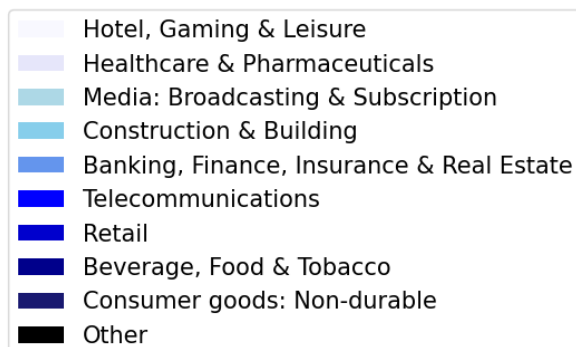 Hotel, Gaming & Leisure
Healthcare & Pharmaceuticals
Media: Broadcasting & Subscription
Construction & Building
Banking, Finance, Insurance & Real Estate
Telecommunications
Retail
Beverage, Food & Tobacco
Consumer goods: Non-durable
Other